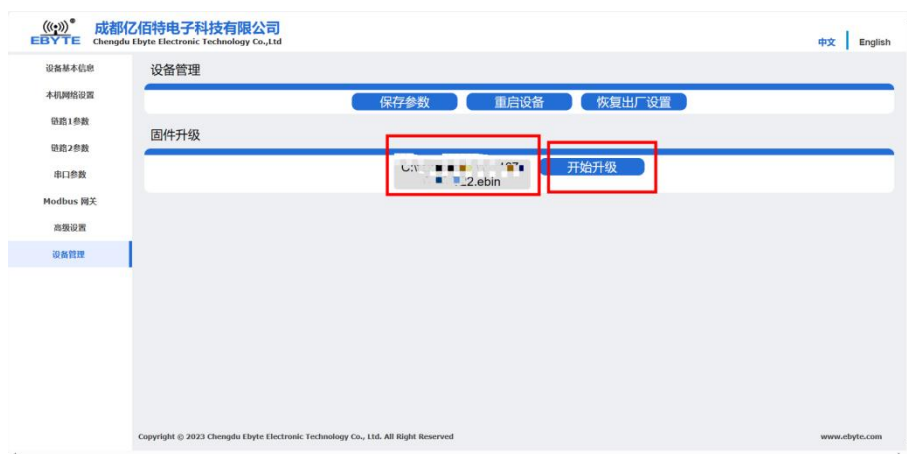 ((●))®
EBYTE
成都亿佰特电子科技有限公司
Chengdu Ebyte Electronic Technology Co.,Ltd
中文 English
设备基本信息
本机网络设置
链路1参数
链路2参数
串口参数
Modbus 网关
高级设置
设备管理
设备管理
保存参数 重启设备 恢复出厂设置
固件升级
.ebin
开始升级
Copyright © 2023 Chengdu Ebyte Electronic Technology Co., Ltd. All Right Reserved
www.ebyte.com